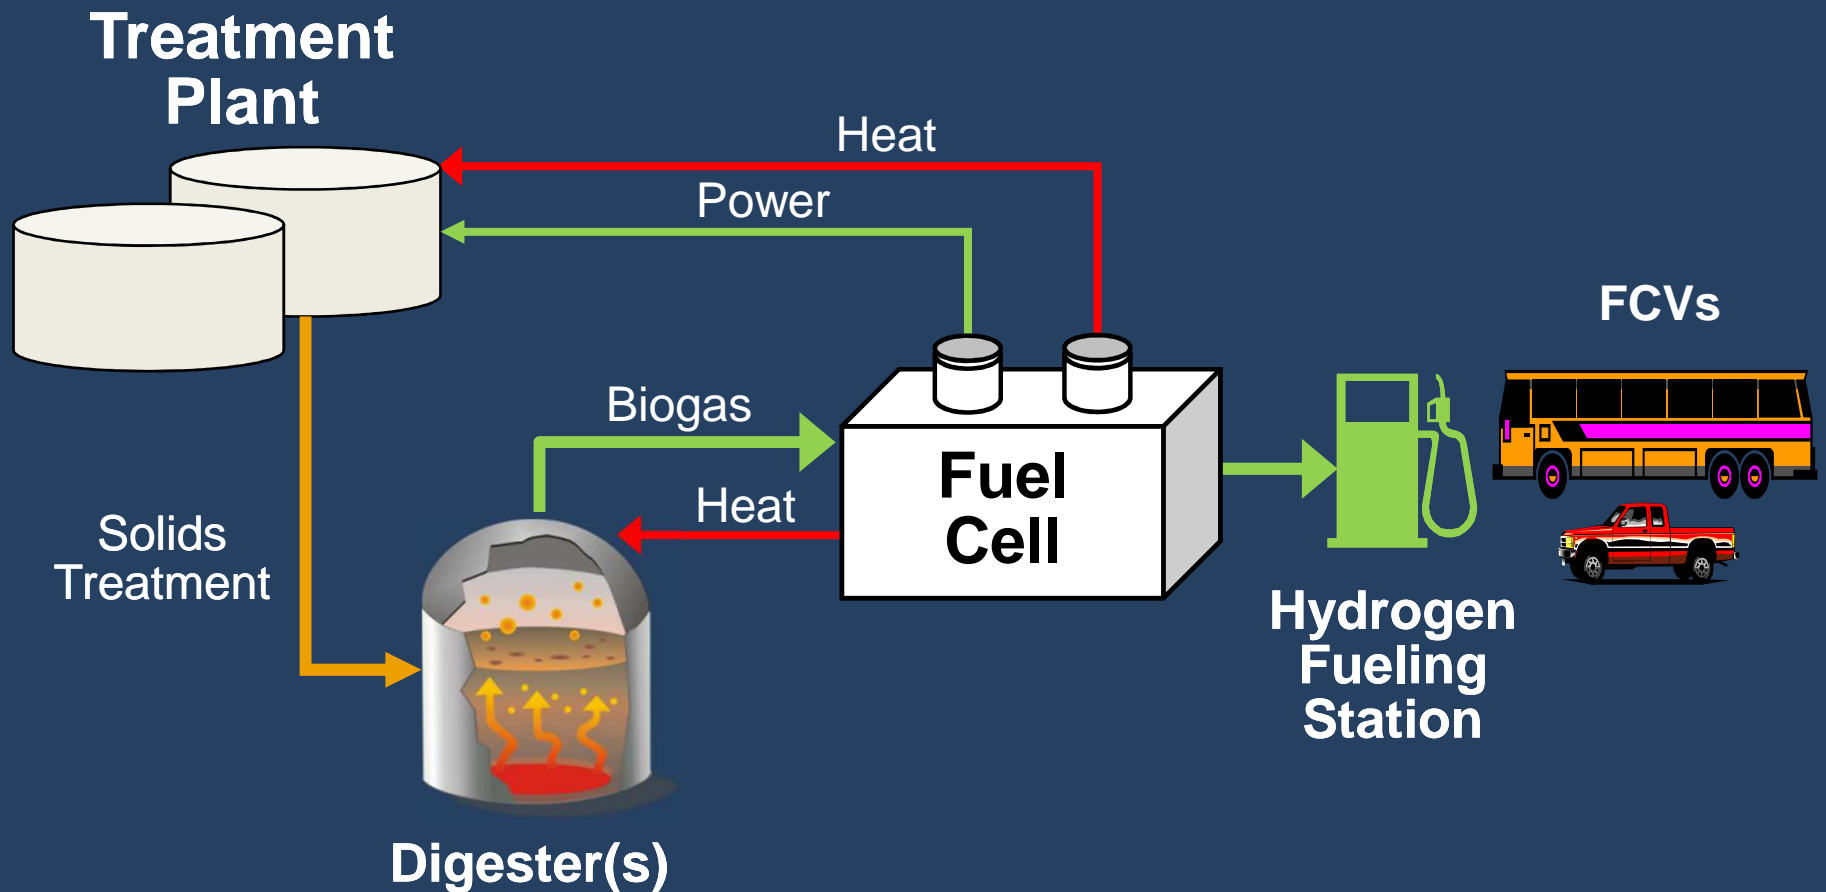 Treatment
Plant
Heat
Power
FCVs
Biogas
Fuel
Cell
Heat
Solids
Treatment
Hydrogen
Fueling
Station
Digester(s)